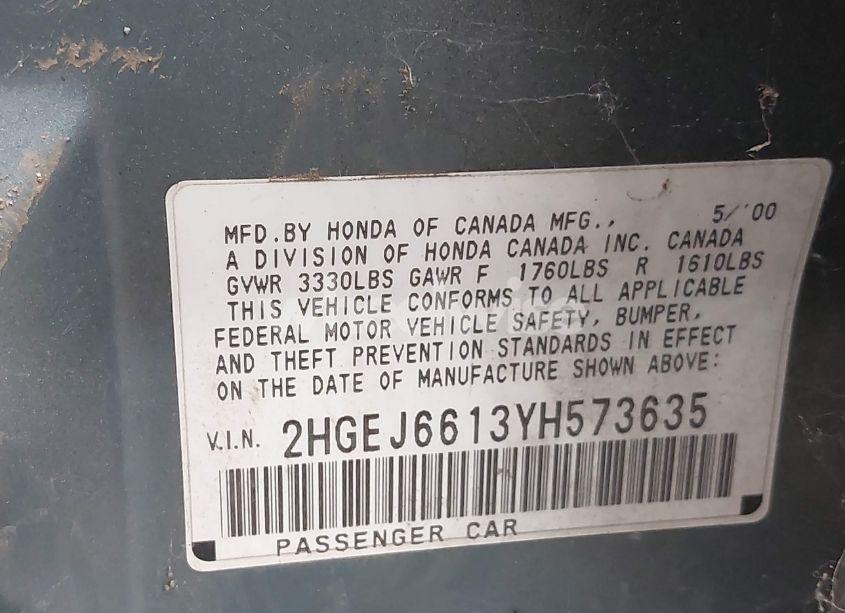 5/'00
MFD.BY HONDA OF CANADA MFG.,
A DIVISION OF HONDA CANADA INC. CANADA
GVWR 3330LBS GAWR F 1760LBS R 1610LBS
THIS VEHICLE CONFORMS TO ALL APPLICABLE
FEDERAL MOTOR VEHICLE SAFETY, BUMPER,
AND THEFT PREVENTION STANDARDS IN EFFECT
ON THE DATE OF MANUFACTURE SHOWN ABOVE:
V.I.N. 2HGEJ6613YH573635
PASSENGER CAR